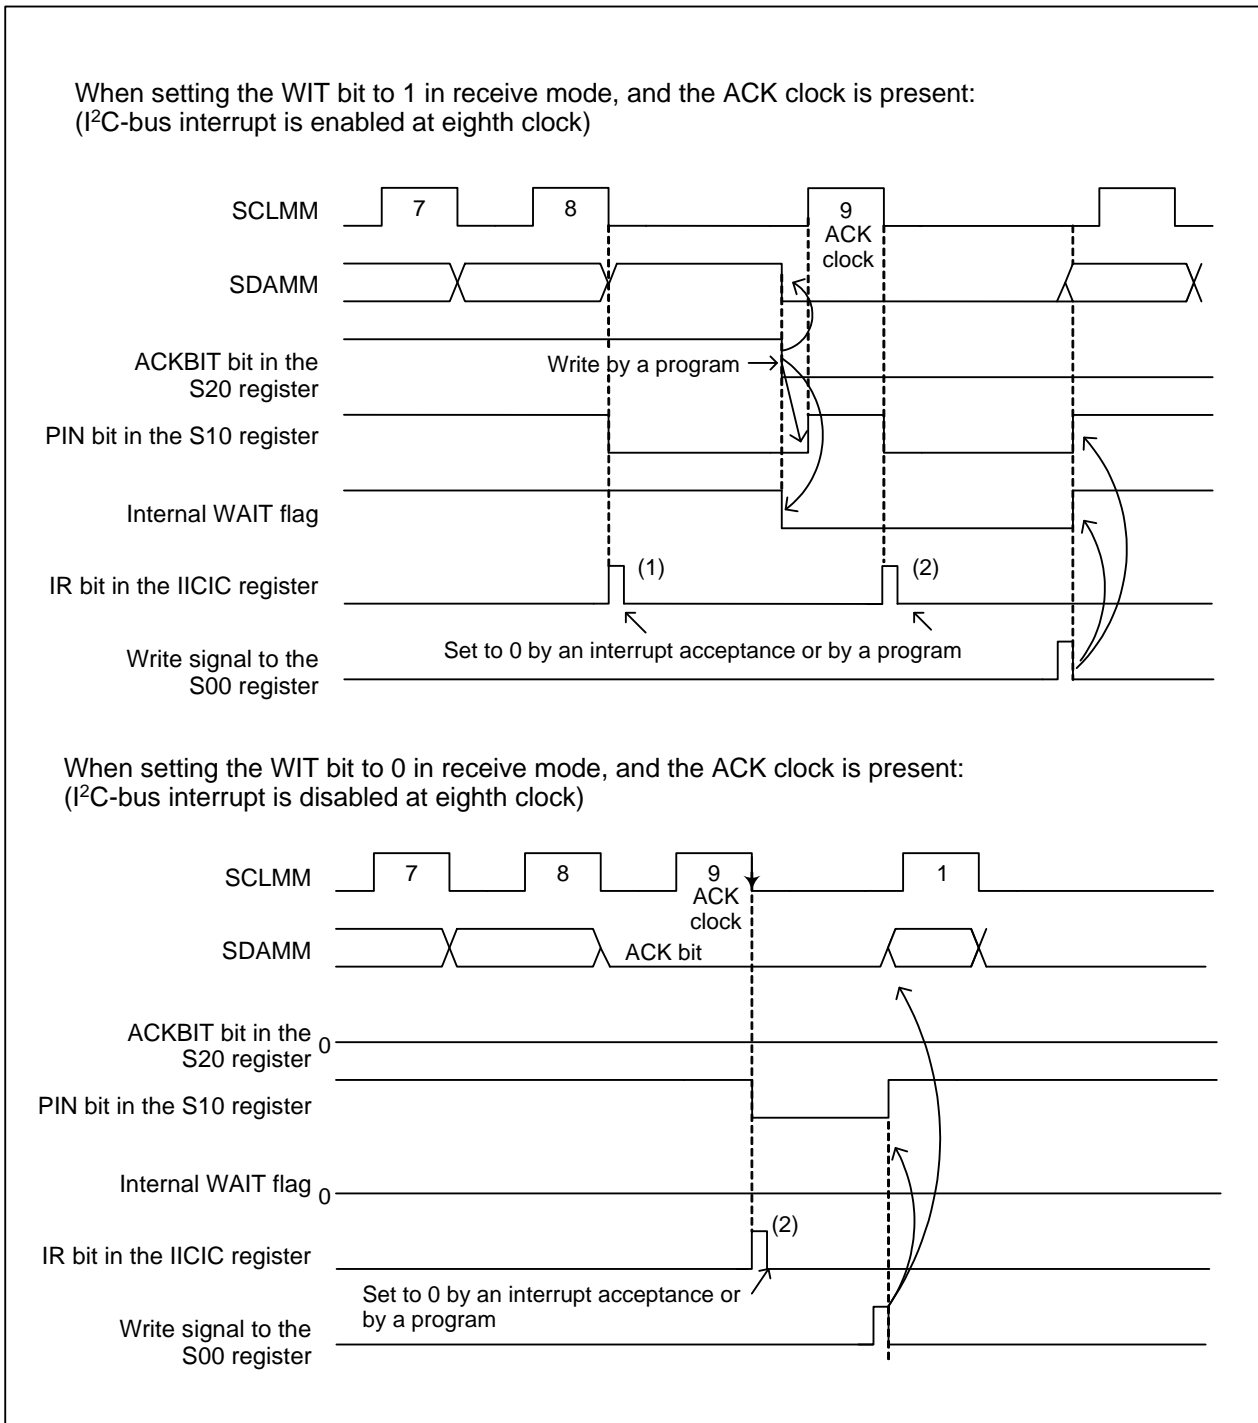 When setting the WIT bit to 1 in receive mode, and the ACK clock is present:
(I²C-bus interrupt is enabled at eighth clock)
SCLMM
7
8
9
ACK
clock
SDAMM
ACKBIT bit in the
S20 register
Write by a program
PIN bit in the S10 register
Internal WAIT flag
IR bit in the IICIC register
(1)
(2)
Set to 0 by an interrupt acceptance or by a program
Write signal to the
S00 register
When setting the WIT bit to 0 in receive mode, and the ACK clock is present:
(I²C-bus interrupt is disabled at eighth clock)
SCLMM
7
8
9
ACK
clock
1
SDAMM
ACK bit
ACKBIT bit in the
S20 register
0
PIN bit in the S10 register
Internal WAIT flag
0
IR bit in the IICIC register
(2)
Set to 0 by an interrupt acceptance or
by a program
Write signal to the
S00 register